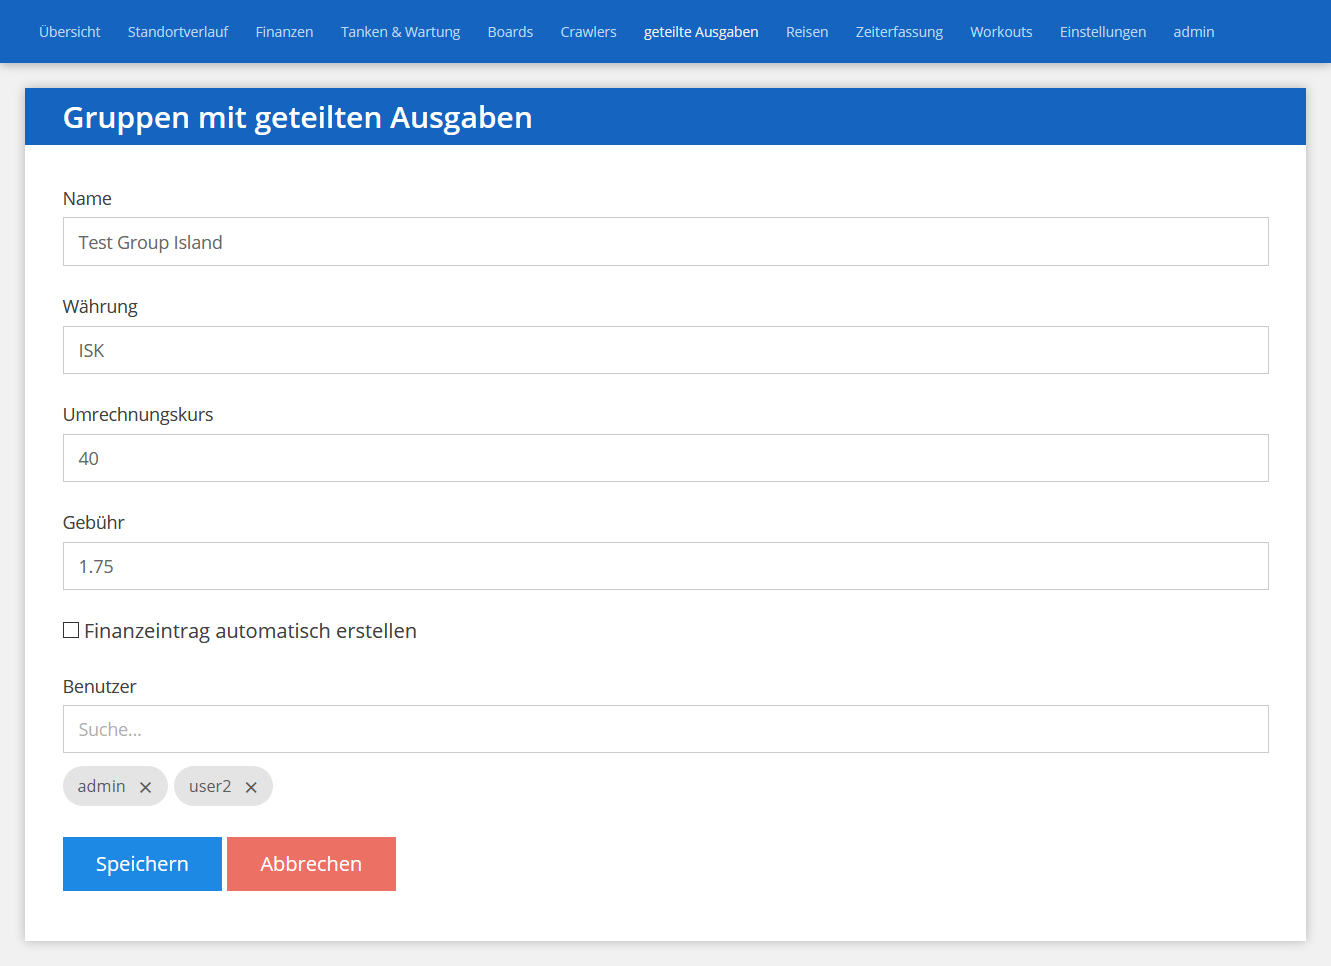 Übersicht Standortverlauf Finanzen Tanken & Wartung Boards Crawlers geteilte Ausgaben Reisen Zeiterfassung Workouts Einstellungen admin
Gruppen mit geteilten Ausgaben
Name
Test Group Island
Währung
ISK
Umrechnungskurs
40
Gebühr
1.75
Finanzeintrag automatisch erstellen
Benutzer
Suche...
admin × user2 ×
Speichern Abbrechen